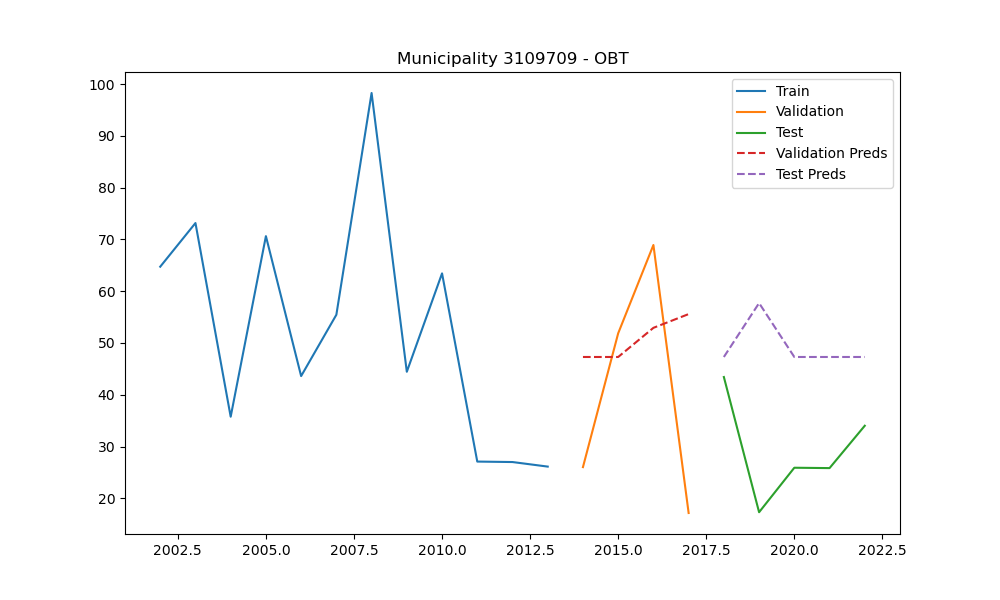 Municipality 3109709 - OBT
Train
Validation
Test
Validation Preds
Test Preds
100
90
80
70
60
50
40
30
20
2002.5 2005.0 2007.5 2010.0 2012.5 2015.0 2017.5 2020.0 2022.5